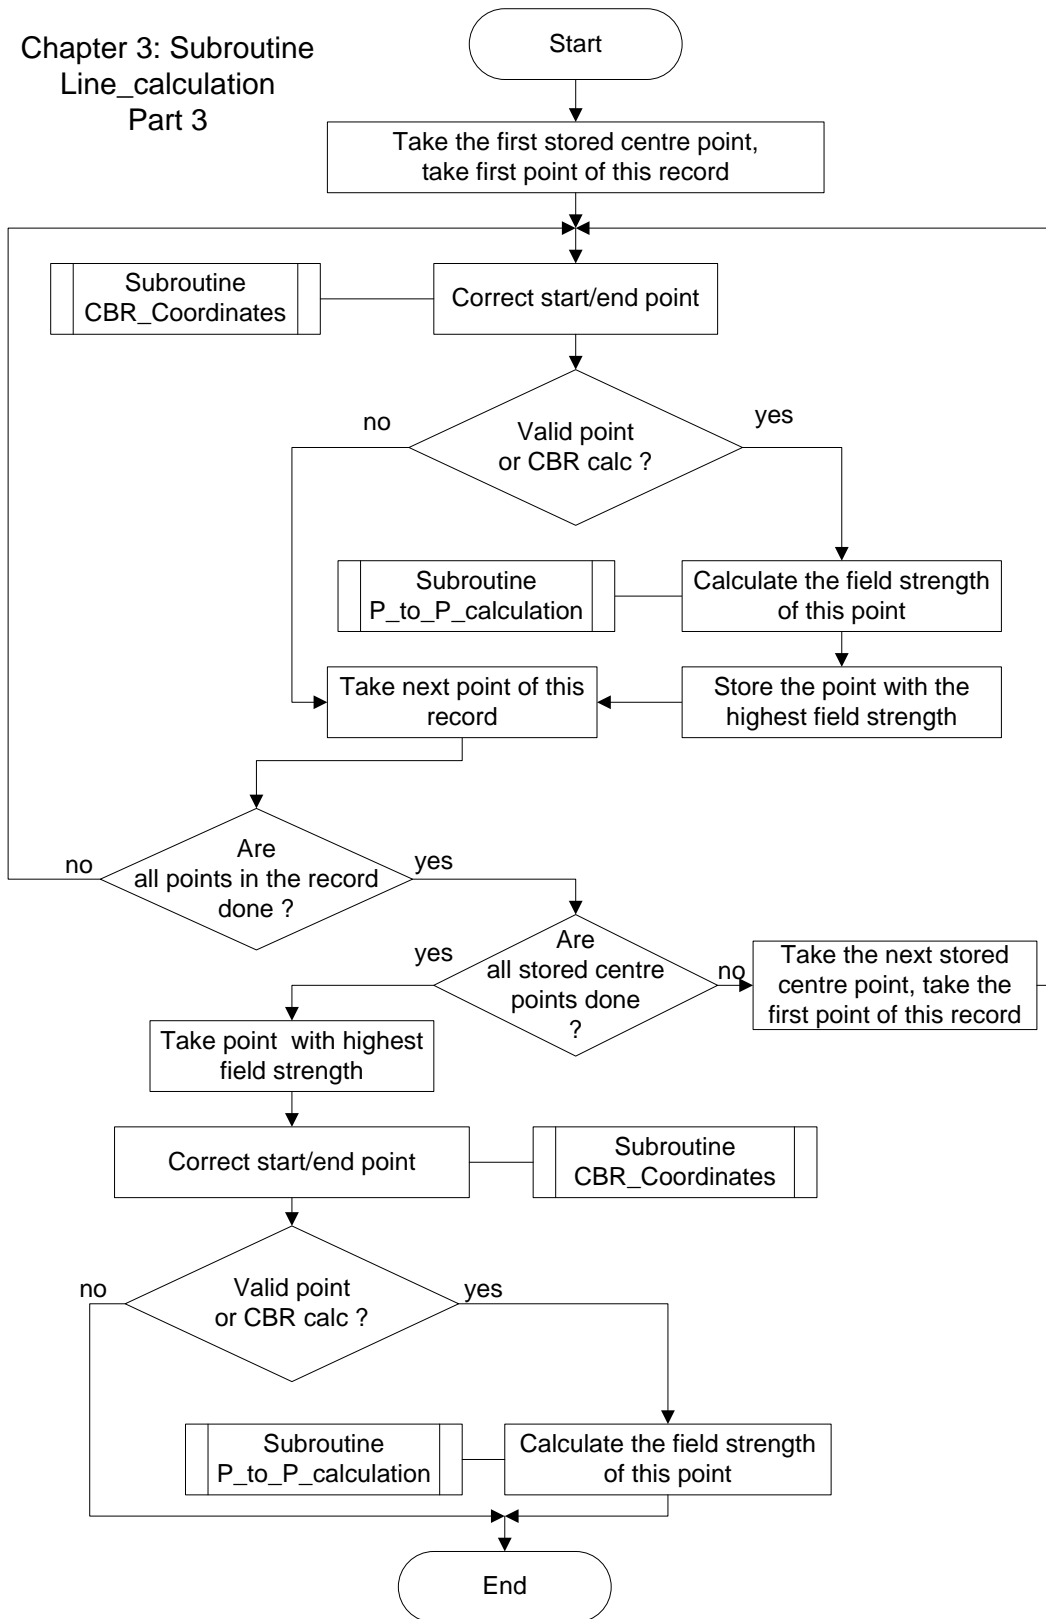 Chapter 3: Subroutine
Line_calculation
Part 3
Start
Take the first stored centre point,
take first point of this record
Subroutine
CBR_Coordinates
Correct start/end point
no
Valid point
or CBR calc ?
yes
Subroutine
P_to_P_calculation
Calculate the field strength
of this point
Take next point of this
record
Store the point with the
highest field strength
no
Are
all points in the record
done ?
yes
yes
Are
all stored centre
points done
?
no
Take the next stored
centre point, take the
first point of this record
Take point with highest
field strength
Correct start/end point
Subroutine
CBR_Coordinates
no
Valid point
or CBR calc ?
yes
Subroutine
P_to_P_calculation
Calculate the field strength
of this point
End